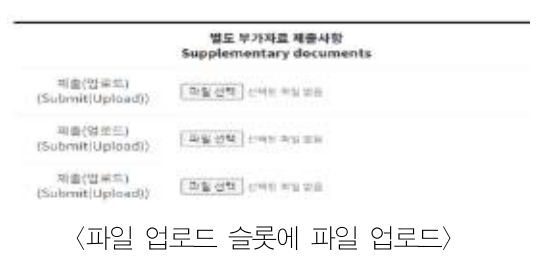 별도 부가자료 제출사항
Supplementary documents
제출(업로드)
(Submit(Upload))
파일 선택 선택된 파일 없음
제출(업로드)
(Submit(Upload))
파일 선택 선택된 파일 없음
제출(업로드)
(Submit(Upload))
파일 선택 선택된 파일 없음
〈파일 업로드 슬롯에 파일 업로드〉